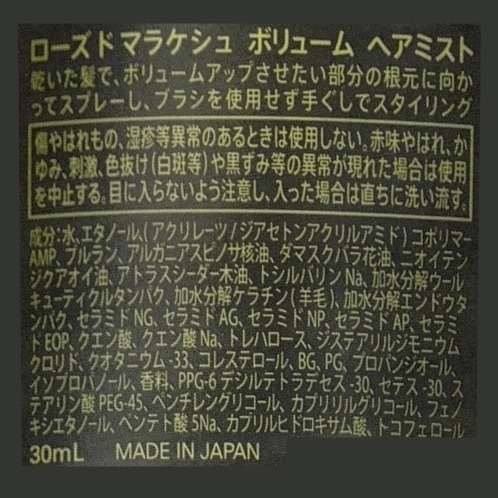 ローズドマラケシュ ボリューム ヘアミスト
乾いた髪で、ボリュームアップさせたい部分の根元に向か
ってスプレーし、ブラシを使用せず手ぐしでスタイリング
傷やはれもの、湿疹等異常のあるときは使用しない。赤味やはれ、か
ゆみ、刺激、色抜け(白斑等)や黒ずみ等の異常が現れた場合は使用
を中止する。目に入らないよう注意し、入った場合は直ちに洗い流す。
成分:水、エタノール、(アクリレーツ/ジアセトンアクリルアミド)コポリマー
AMP、プルラン、アルガニアスピノサ核油、ダマスクバラ花油、ニオイテン
ジクアオイ油、アトラスシーダー木油、トシルバリンNa、加水分解ウール
キューティクルタンパク、加水分解ケラチン(羊毛)、加水分解エンドウタ
ンパク、セラミドNG、セラミドAG、セラミドNP、セラミドAP、セラミ
ドEOP、クエン酸、クエン酸Na、トレハロース、ジステアリルジモニウム
クロリド、クオタニウム-33、コレステロール、BG、PG、プロパンジオール、
イソプロパノール、香料、PPG-6デシルテトラデセス-30、セテス-30、ス
テアリン酸PEG-45、ペンチレングリコール、カプリリルグリコール、フェノ
キシエタノール、ペンテト酸5Na、カプリルヒドロキサム酸、トコフェロール
30mL MADE IN JAPAN